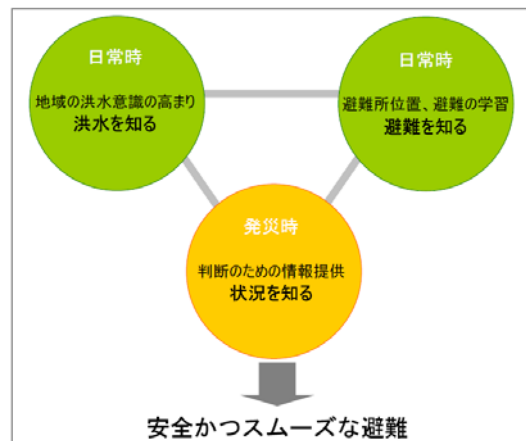 日常時
地域の洪水意識の高まり
洪水を知る
日常時
避難所位置、避難の学習
避難を知る
発災時
判断のための情報提供
状況を知る
安全かつスムーズな避難